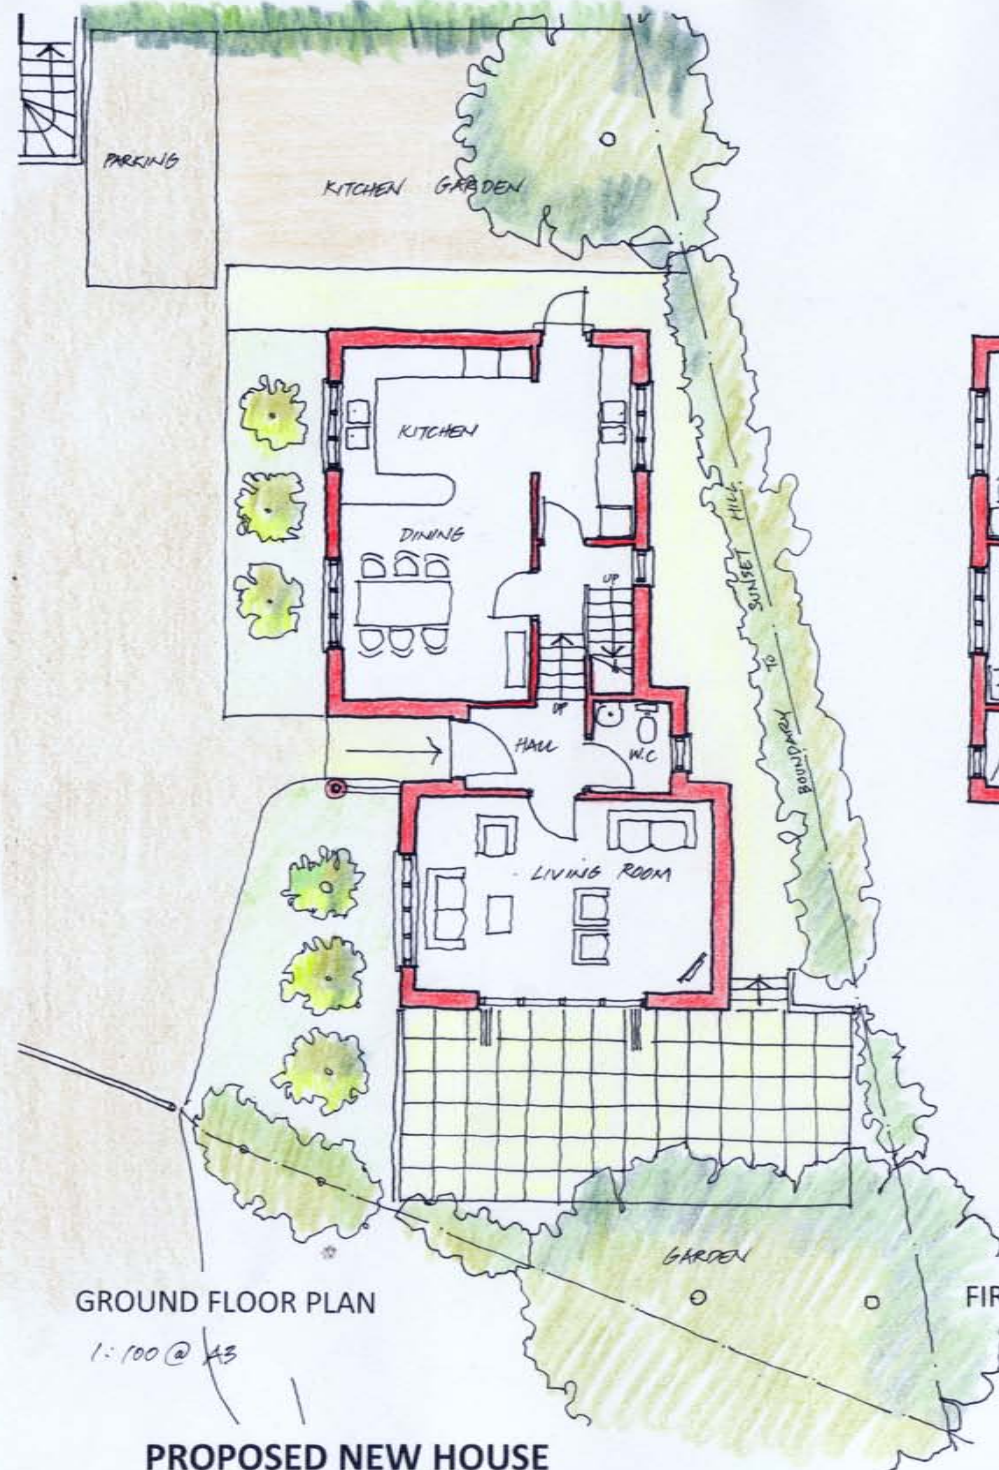 PARKING
KITCHEN GARDEN
KITCHEN
DINING
UP
UP
HALL
W.C
LIVING ROOM
BOUNDARY TO SUNSET HILL
GARDEN
GROUND FLOOR PLAN
FIR
1:100 @ A3
PROPOSED NEW HOUSE